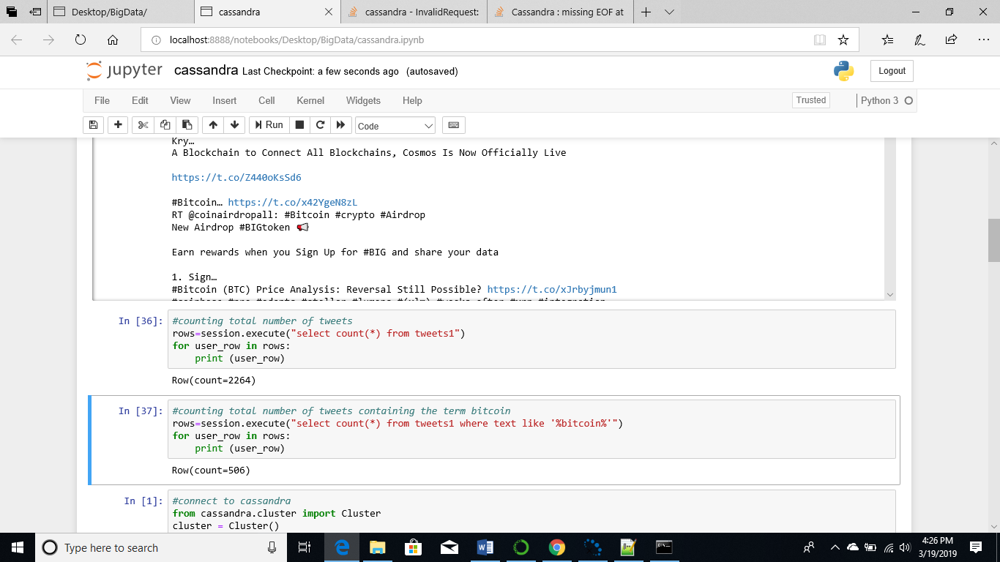 Desktop/BigData/
cassandra
cassandra - InvalidRequest:
Cassandra : missing EOF at
localhost:8888/notebooks/Desktop/BigData/cassandra.ipynb
jupyter cassandra Last Checkpoint: a few seconds ago (autosaved)
Logout
File Edit View Insert Cell Kernel Widgets Help
Trusted
Python 3
Run
Code
Kry…
A Blockchain to Connect All Blockchains, Cosmos Is Now Officially Live
https://t.co/Z440oKsSd6
#Bitcoin… https://t.co/x42YgeN8zL
RT @coinairdropall: #Bitcoin #crypto #Airdrop
New Airdrop #BIGtoken 📢
Earn rewards when you Sign Up for #BIG and share your data
1. Sign…
#Bitcoin (BTC) Price Analysis: Reversal Still Possible? https://t.co/xJrbyjmun1
In [36]: #counting total number of tweets
rows=session.execute("select count(*) from tweets1")
for user_row in rows:
    print (user_row)
Row(count=2264)
In [37]: #counting total number of tweets containing the term bitcoin
rows=session.execute("select count(*) from tweets1 where text like '%bitcoin%'")
for user_row in rows:
    print (user_row)
Row(count=506)
In [1]: #connect to cassandra
from cassandra.cluster import Cluster
cluster = Cluster()
Type here to search
4:26 PM
3/19/2019